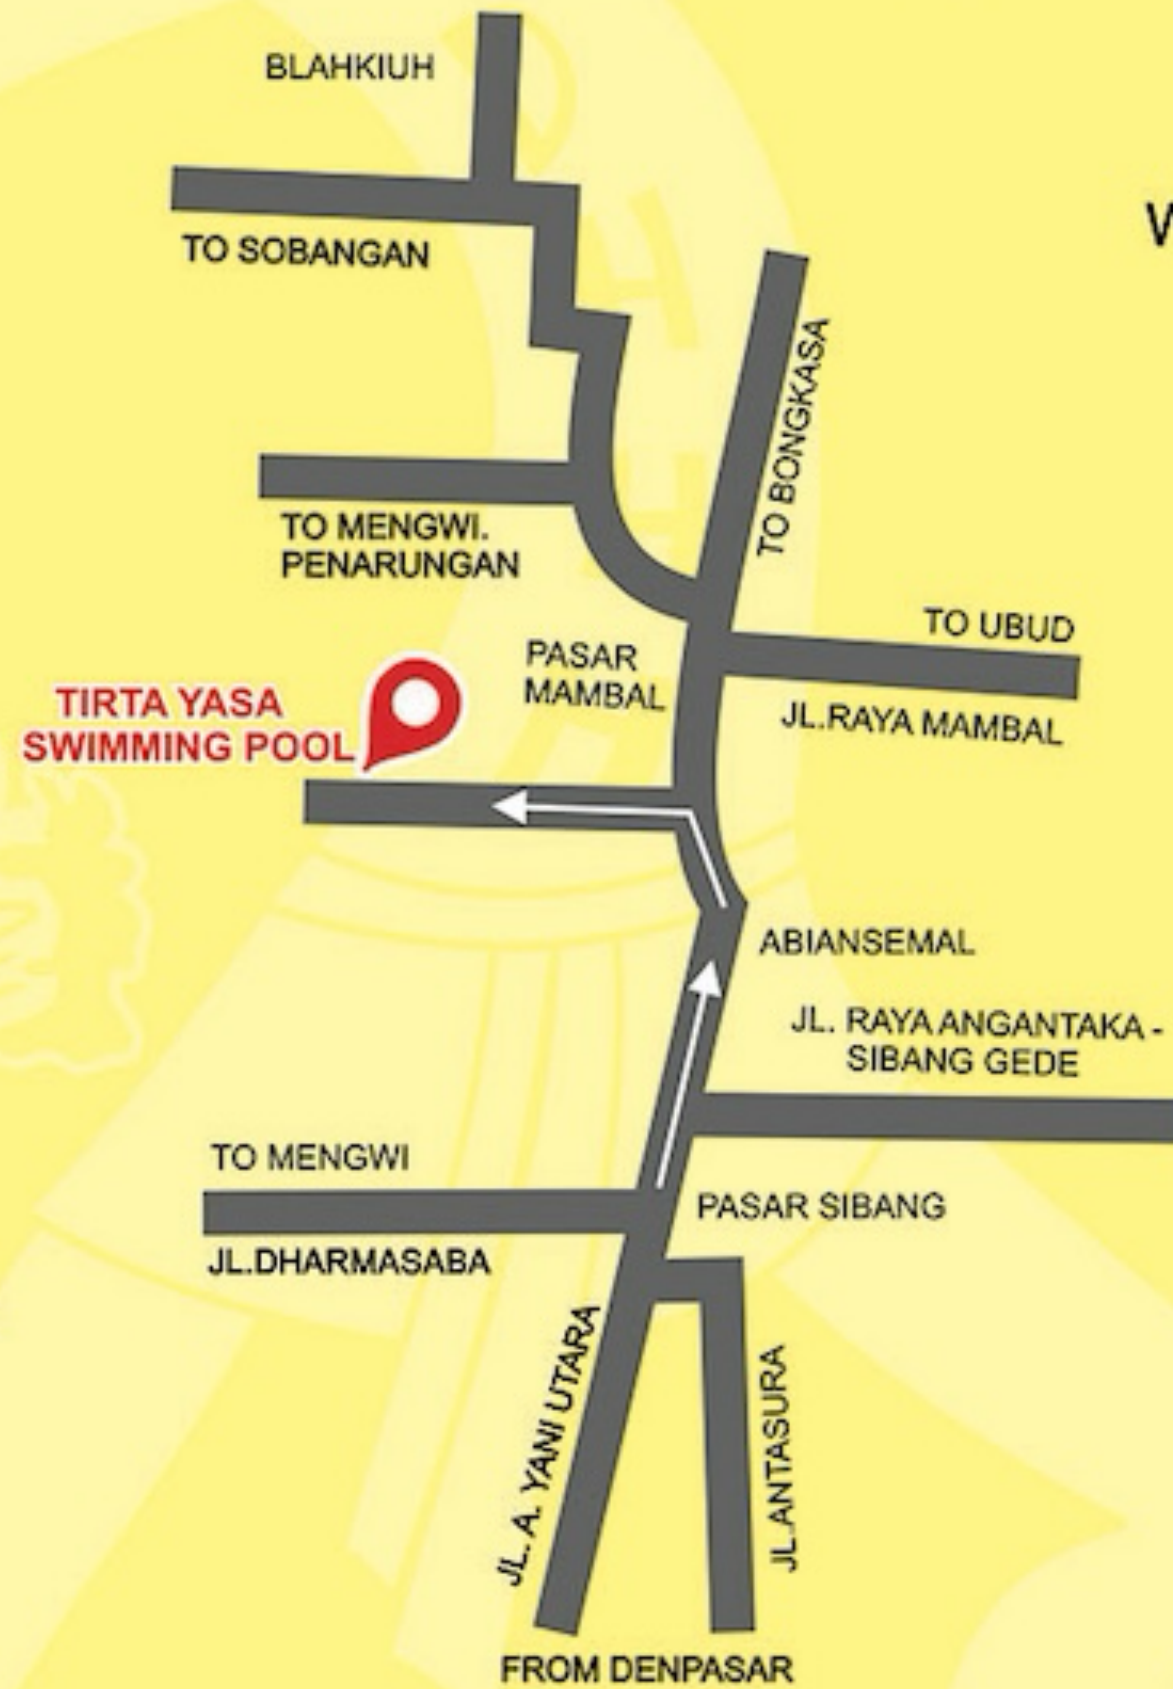 BLAHKIUH
TO SOBANGAN
TO BONGKASA
TO MENGWI.
PENARUNGAN
TO UBUD
PASAR
MAMBAL
JL.RAYA MAMBAL
TIRTA YASA
SWIMMING POOL
ABIANSEMAL
JL. RAYA ANGANTAKA -
SIBANG GEDE
TO MENGWI
PASAR SIBANG
JL.DHARMASABA
JL. A. YANI UTARA
JL.ANTASURA
FROM DENPASAR